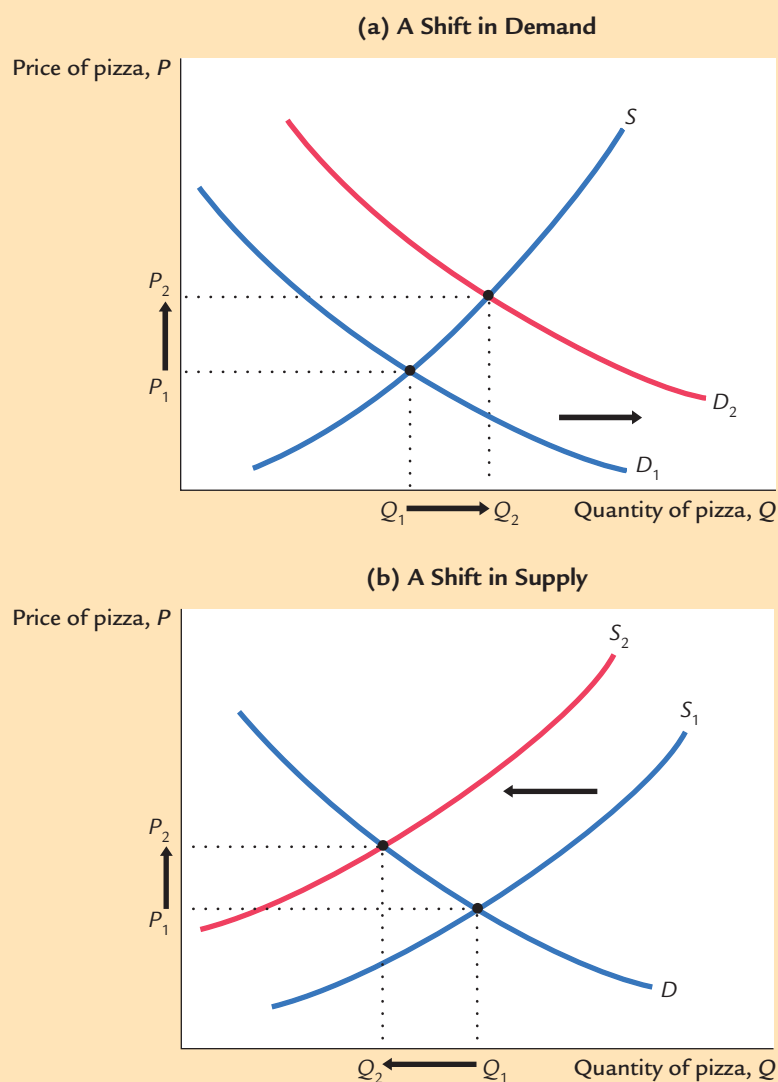 (a) A Shift in Demand
Price of pizza, P
S
P2
P1
D2
D1
Q1 Q2 Quantity of pizza, Q
(b) A Shift in Supply
Price of pizza, P
S2
S1
P2
P1
D
Q2 Q1 Quantity of pizza, Q